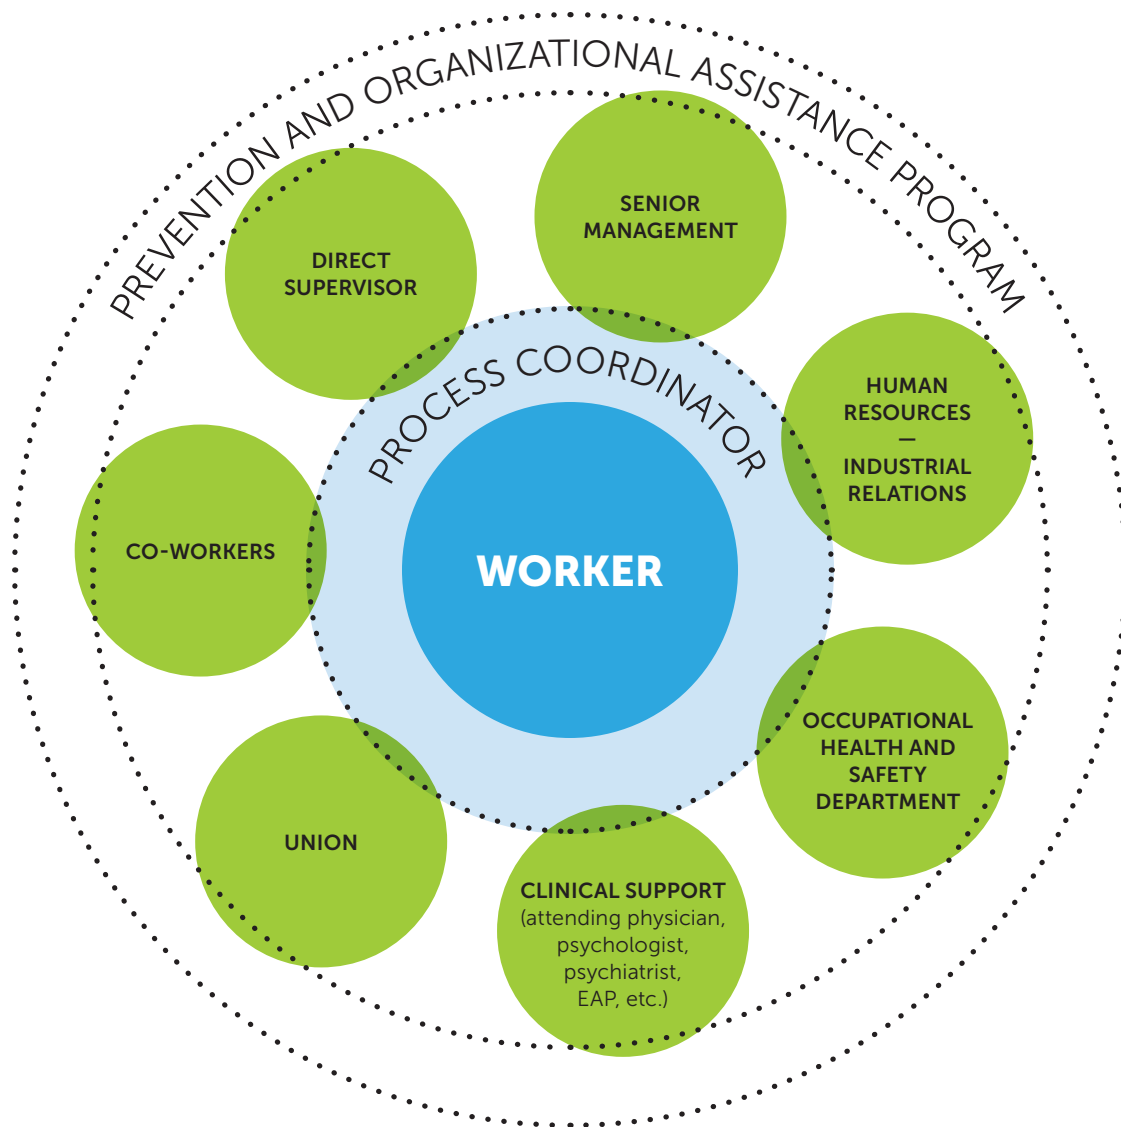 PREVENTION AND ORGANIZATIONAL ASSISTANCE PROGRAM
SENIOR
MANAGEMENT
DIRECT
SUPERVISOR
PROCESS COORDINATOR
HUMAN
RESOURCES
—
INDUSTRIAL
RELATIONS
CO-WORKERS
WORKER
OCCUPATIONAL
HEALTH AND
SAFETY
DEPARTMENT
UNION
CLINICAL SUPPORT
(attending physician,
psychologist,
psychiatrist,
EAP, etc.)